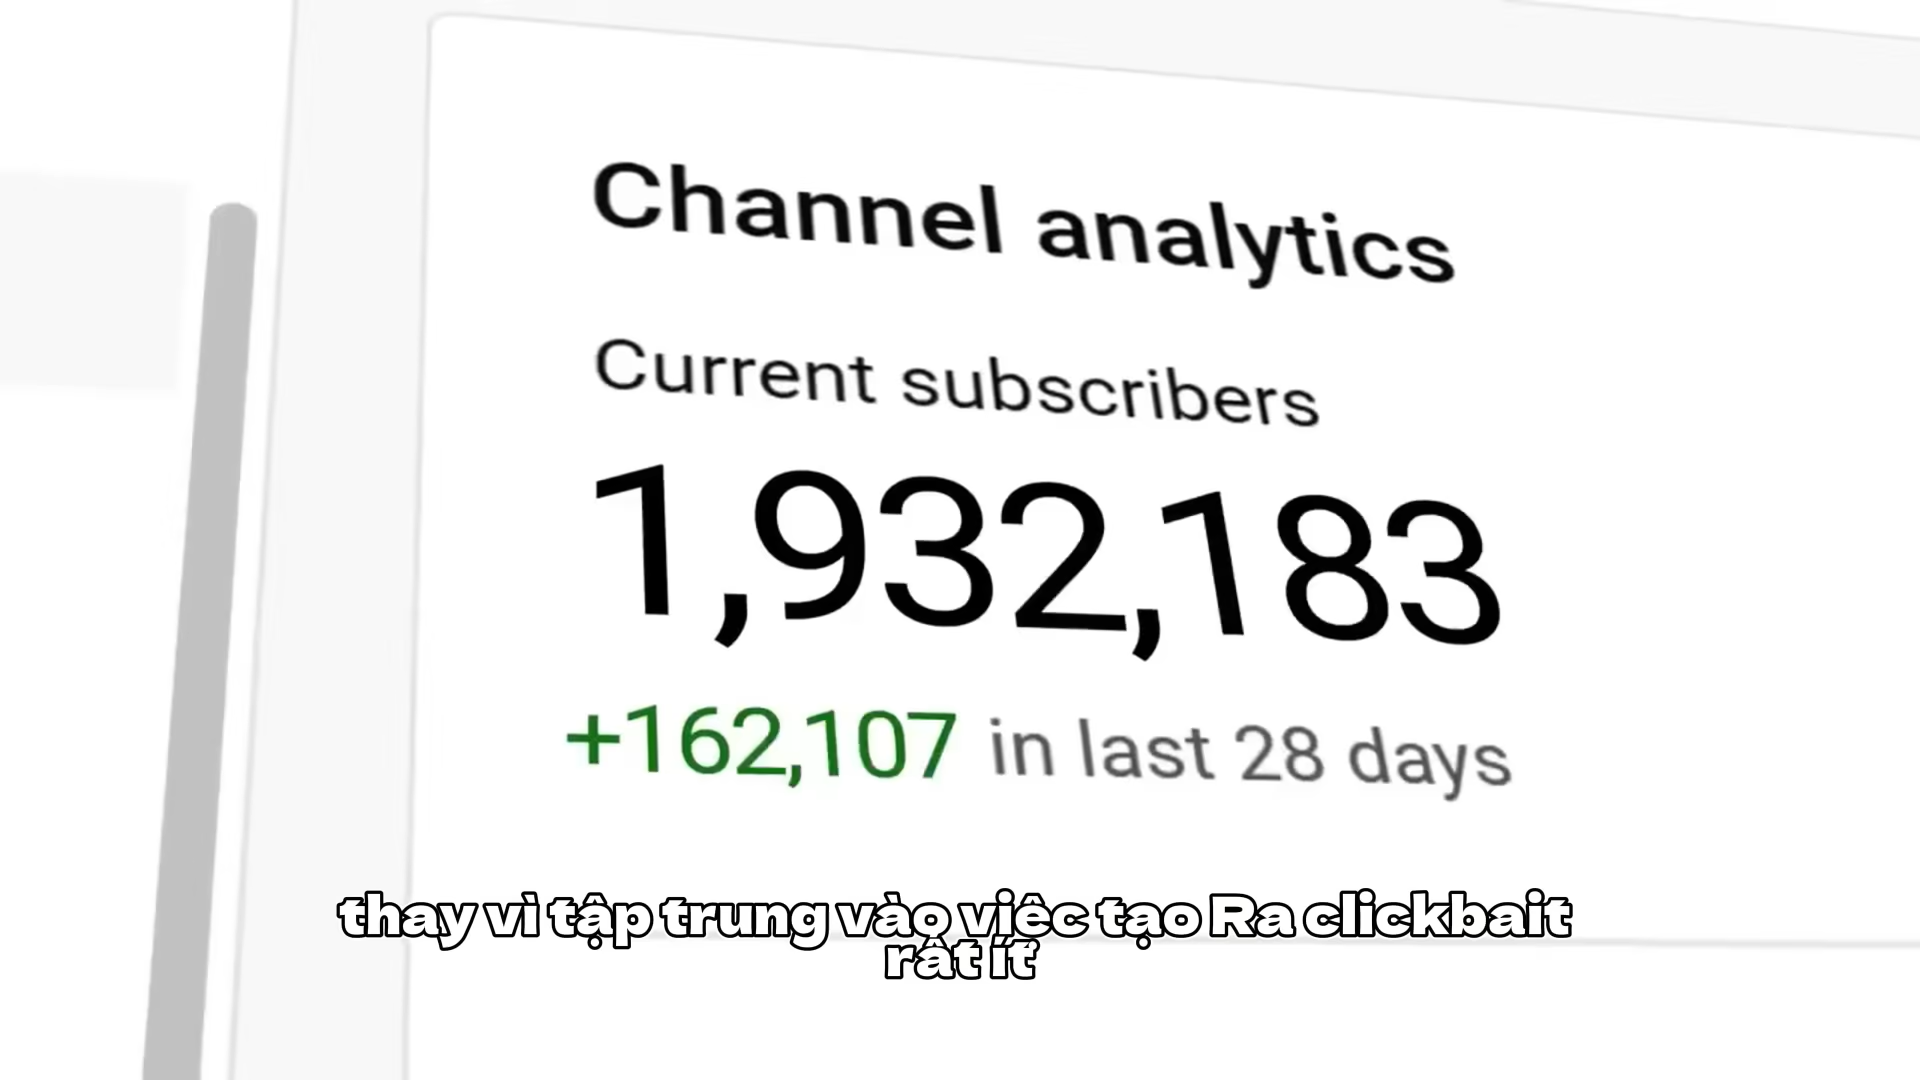 Channel analytics
Current subscribers
1,932,183
+162,107 in last 28 days
thay vì tập trung vào việc tạo Ra clickbait
rất ít